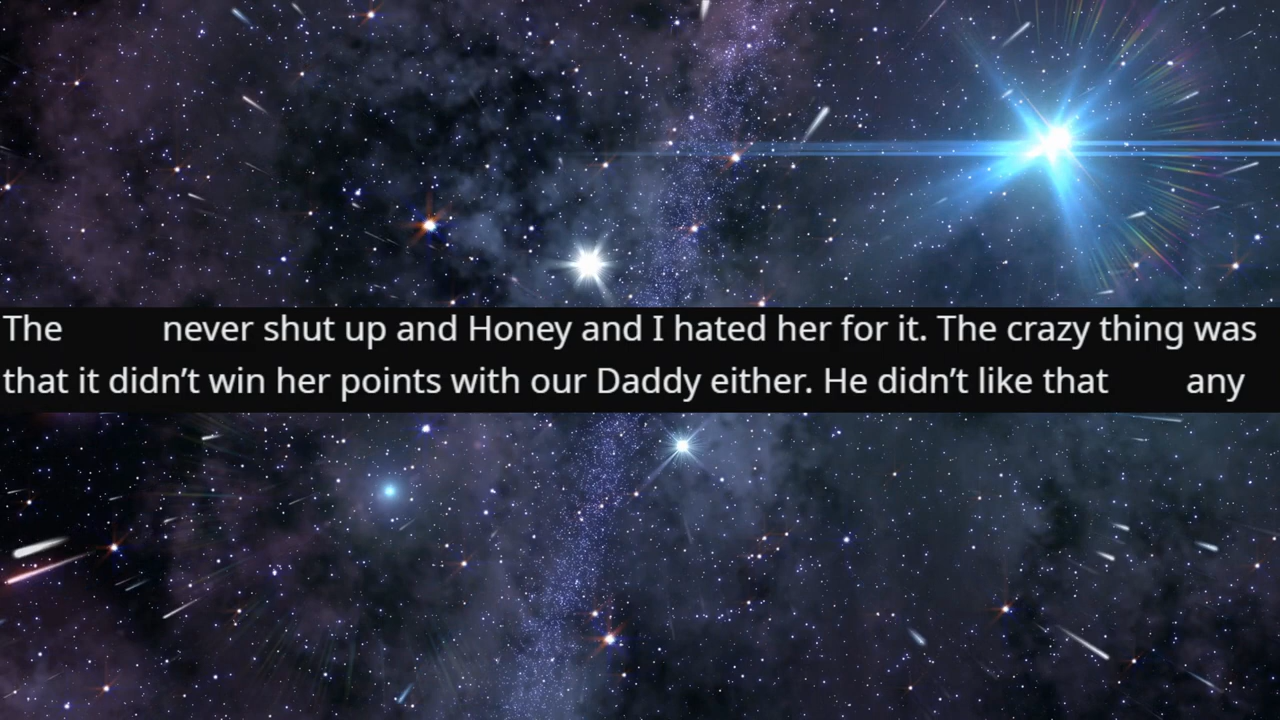 The never shut up and Honey and I hated her for it. The crazy thing was
that it didn’t win her points with our Daddy either. He didn’t like that any